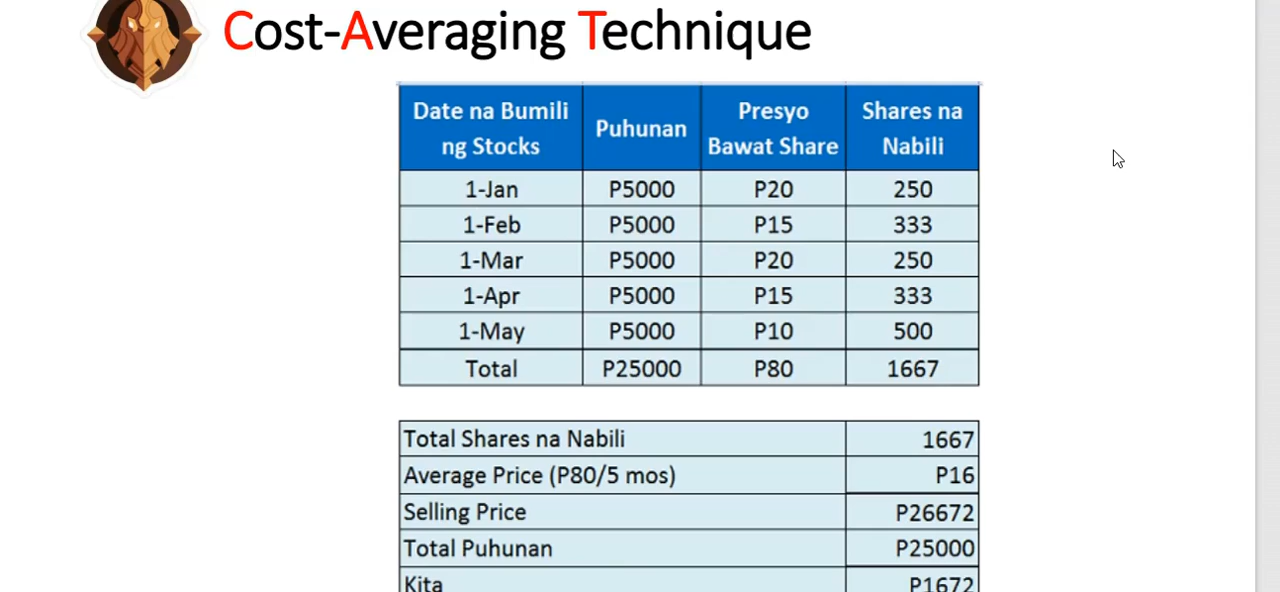 Cost-Averaging Technique
Date na Bumili ng Stocks Puhunan Presyo Bawat Share Shares na Nabili
1-Jan P5000 P20 250
1-Feb P5000 P15 333
1-Mar P5000 P20 250
1-Apr P5000 P15 333
1-May P5000 P10 500
Total P25000 P80 1667
Total Shares na Nabili 1667
Average Price (P80/5 mos) P16
Selling Price P26672
Total Puhunan P25000
Kita P1672